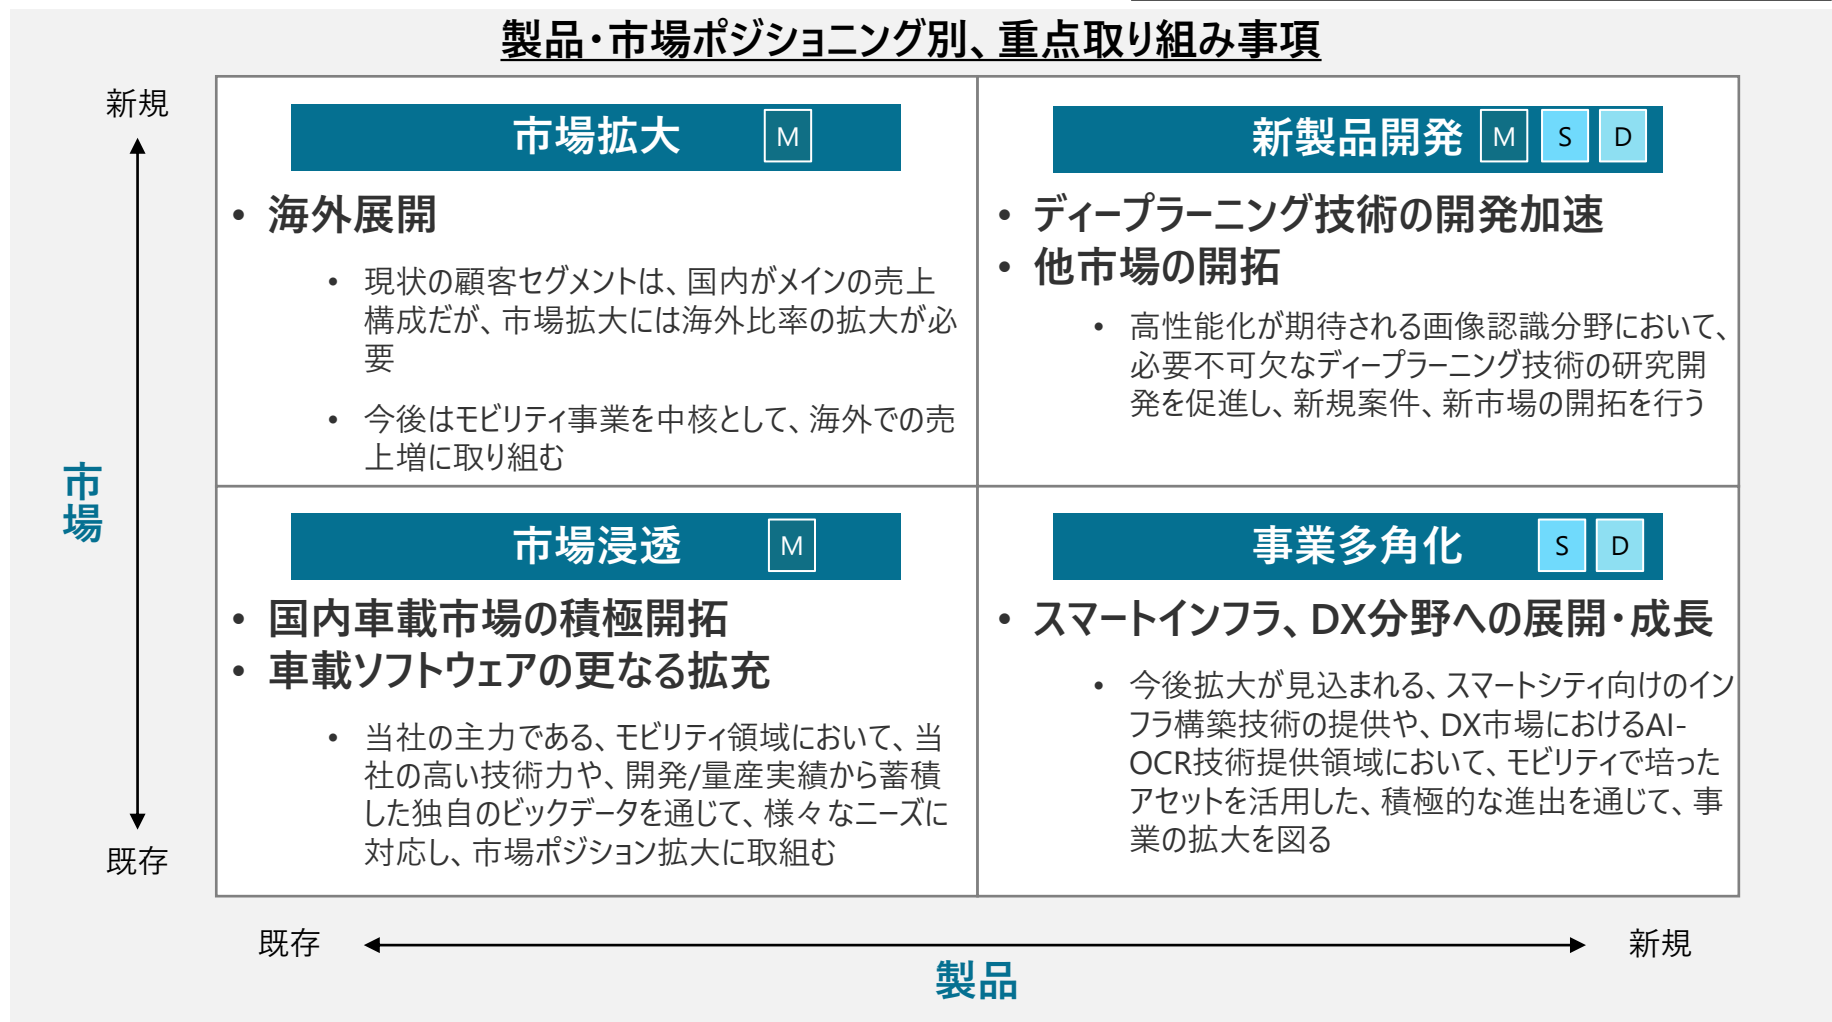 製品・市場ポジショニング別、重点取り組み事項
新規
市場
既存
市場拡大 M
• 海外展開
• 現状の顧客セグメントは、国内がメインの売上
構成だが、市場拡大には海外比率の拡大が必
要
• 今後はモビリティ事業を中核として、海外での売
上増に取り組む
新製品開発 M S D
• ディープラーニング技術の開発加速
• 他市場の開拓
• 高性能化が期待される画像認識分野において、
必要不可欠なディープラーニング技術の研究開
発を促進し、新規案件、新市場の開拓を行う
市場浸透 M
• 国内車載市場の積極開拓
• 車載ソフトウェアの更なる拡充
• 当社の主力である、モビリティ領域において、当
社の高い技術力や、開発/量産実績から蓄積
した独自のビックデータを通じて、様々なニーズに
対応し、市場ポジション拡大に取組む
事業多角化 S D
• スマートインフラ、DX分野への展開・成長
• 今後拡大が見込まれる、スマートシティ向けのイン
フラ構築技術の提供や、DX市場におけるAI-
OCR技術提供領域において、モビリティで培った
アセットを活用した、積極的な進出を通じて、事
業の拡大を図る
既存
新規
製品